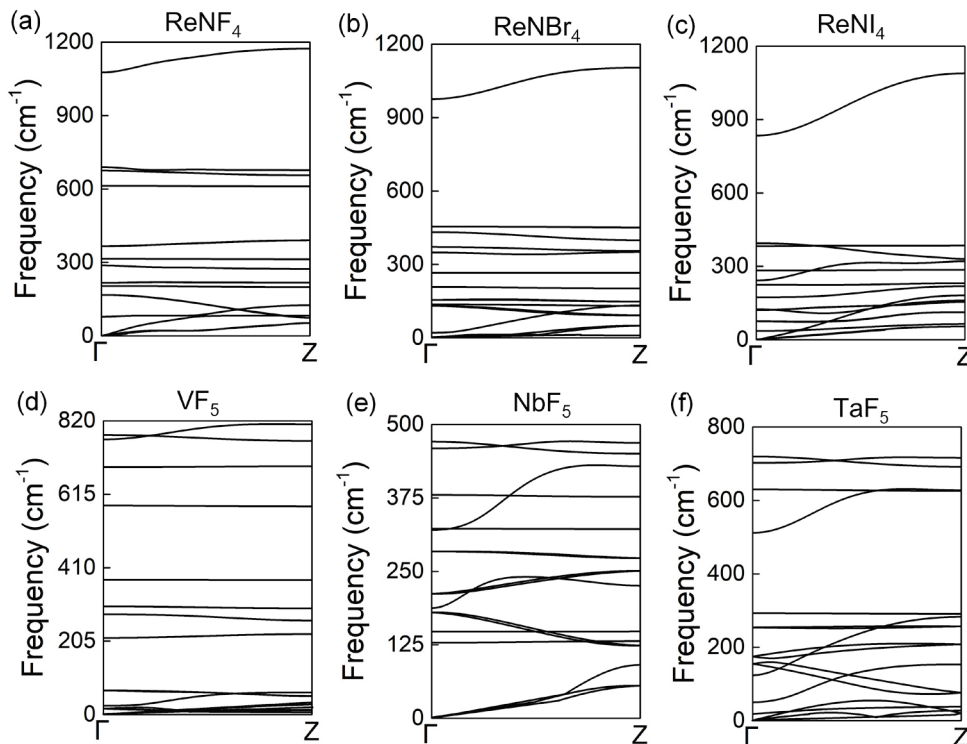 (a) ReNF₄
1200
900
600
300
0
Γ Z
Frequency (cm⁻¹)
(b) ReNBr₄
1200
900
600
300
0
Γ Z
Frequency (cm⁻¹)
(c) ReNI₄
1200
900
600
300
0
Γ Z
Frequency (cm⁻¹)
(d) VF₅
820
615
410
205
0
Γ Z
Frequency (cm⁻¹)
(e) NbF₅
500
375
250
125
0
Γ Z
Frequency (cm⁻¹)
(f) TaF₅
800
600
400
200
0
Γ Z
Frequency (cm⁻¹)